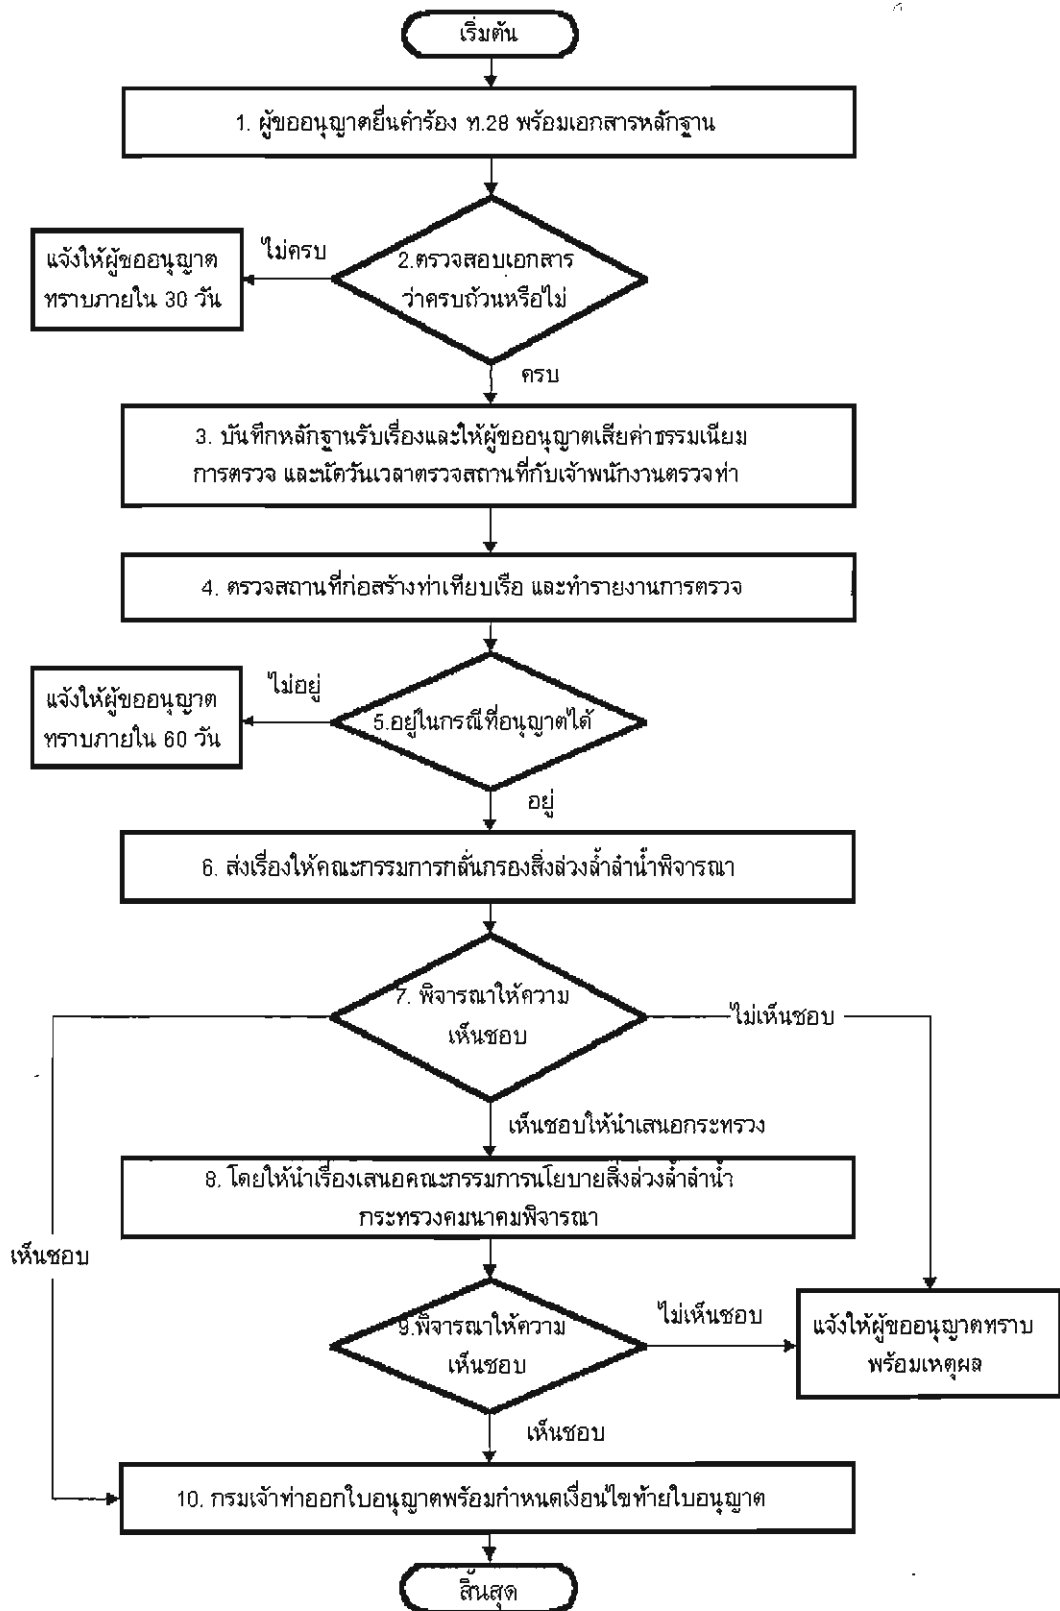 เริ่มต้น
1. ผู้ขออนุญาตยื่นคำร้อง ท.28 พร้อมเอกสารหลักฐาน
แจ้งให้ผู้ขออนุญาต
ทราบภายใน 30 วัน
ไม่ครบ
2.ตรวจสอบเอกสาร
ว่าครบถ้วนหรือไม่
ครบ
3. บันทึกหลักฐานรับเรื่องและให้ผู้ขออนุญาตเสียค่าธรรมเนียม
การตรวจ และนัดวันเวลาตรวจสถานที่กับเจ้าพนักงานตรวจท่า
4. ตรวจสถานที่ก่อสร้างท่าเทียบเรือ และทำรายงานการตรวจ
แจ้งให้ผู้ขออนุญาต
ทราบภายใน 60 วัน
ไม่อยู่
5.อยู่ในกรณีที่อนุญาตได้
อยู่
6. ส่งเรื่องให้คณะกรรมการกลั่นกรองสิ่งล่วงล้ำลำน้ำพิจารณา
7. พิจารณาให้ความ
เห็นชอบ
ไม่เห็นชอบ
เห็นชอบให้นำเสนอกระทรวง
8. โดยให้นำเรื่องเสนอคณะกรรมการนโยบายสิ่งล่วงล้ำลำน้ำ
กระทรวงคมนาคมพิจารณา
เห็นชอบ
9.พิจารณาให้ความ
เห็นชอบ
ไม่เห็นชอบ
แจ้งให้ผู้ขออนุญาตทราบ
พร้อมเหตุผล
เห็นชอบ
10. กรมเจ้าท่าออกใบอนุญาตพร้อมกำหนดเงื่อนไขท้ายใบอนุญาต
สิ้นสุด